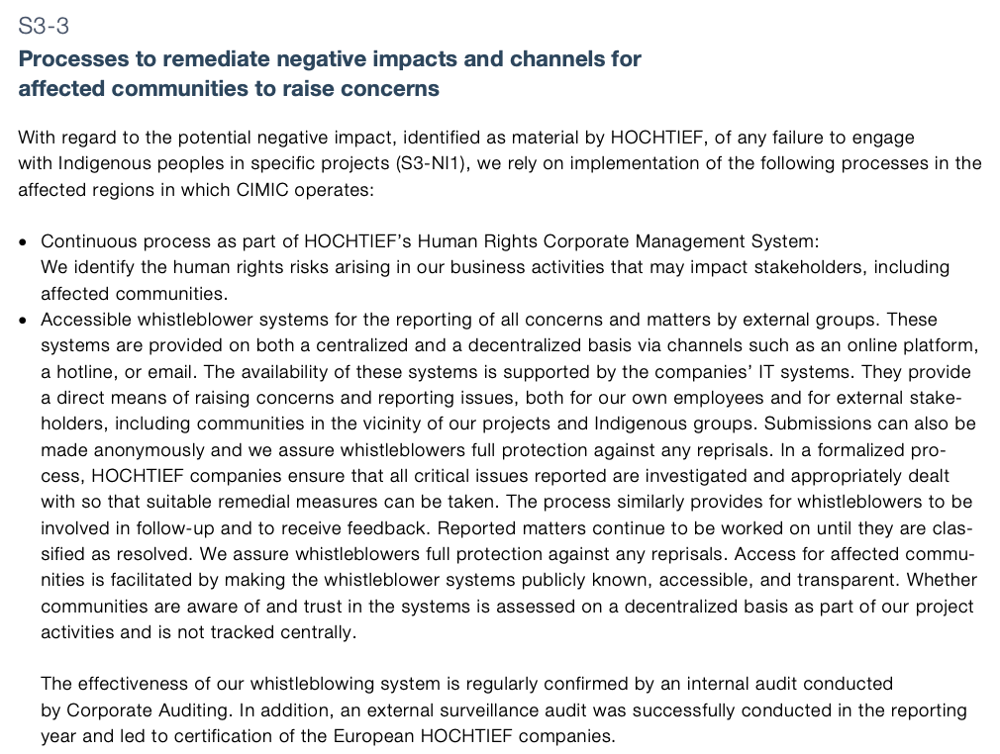 S3-3
Processes to remediate negative impacts and channels for
affected communities to raise concerns
With regard to the potential negative impact, identified as material by HOCHTIEF, of any failure to engage
with Indigenous peoples in specific projects (S3-NI1), we rely on implementation of the following processes in the
affected regions in which CIMIC operates:
• Continuous process as part of HOCHTIEF’s Human Rights Corporate Management System:
We identify the human rights risks arising in our business activities that may impact stakeholders, including
affected communities.
• Accessible whistleblower systems for the reporting of all concerns and matters by external groups. These
systems are provided on both a centralized and a decentralized basis via channels such as an online platform,
a hotline, or email. The availability of these systems is supported by the companies’ IT systems. They provide
a direct means of raising concerns and reporting issues, both for our own employees and for external stake-
holders, including communities in the vicinity of our projects and Indigenous groups. Submissions can also be
made anonymously and we assure whistleblowers full protection against any reprisals. In a formalized pro-
cess, HOCHTIEF companies ensure that all critical issues reported are investigated and appropriately dealt
with so that suitable remedial measures can be taken. The process similarly provides for whistleblowers to be
involved in follow-up and to receive feedback. Reported matters continue to be worked on until they are clas-
sified as resolved. We assure whistleblowers full protection against any reprisals. Access for affected commu-
nities is facilitated by making the whistleblower systems publicly known, accessible, and transparent. Whether
communities are aware of and trust in the systems is assessed on a decentralized basis as part of our project
activities and is not tracked centrally.
The effectiveness of our whistleblowing system is regularly confirmed by an internal audit conducted
by Corporate Auditing. In addition, an external surveillance audit was successfully conducted in the reporting
year and led to certification of the European HOCHTIEF companies.